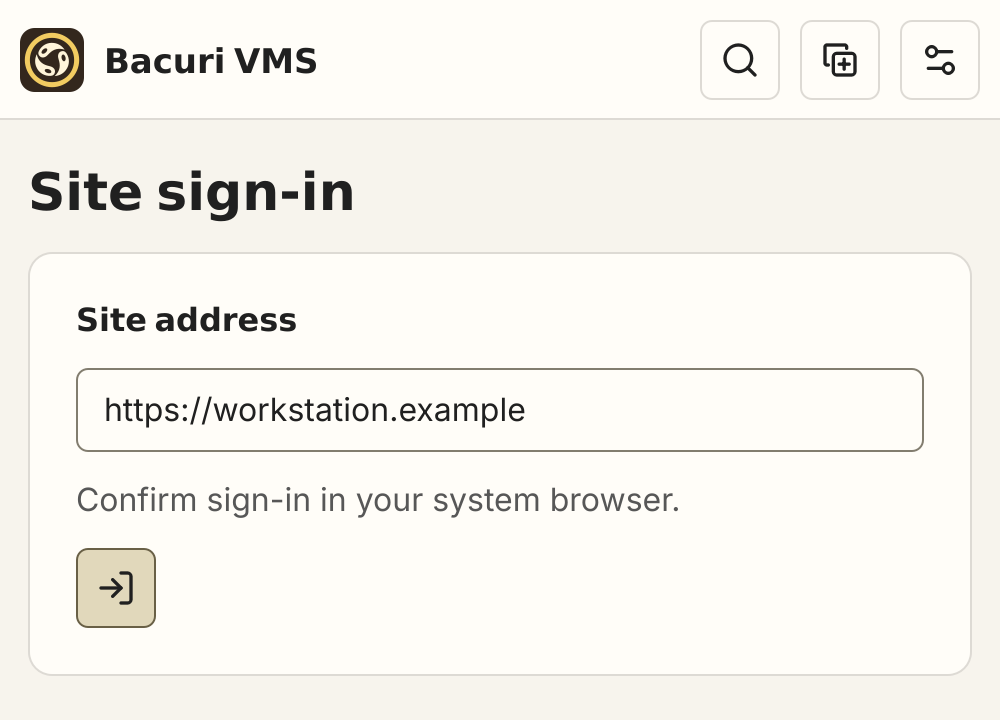 Bacuri VMS
Site sign-in
Site address
https://workstation.example
Confirm sign-in in your system browser.